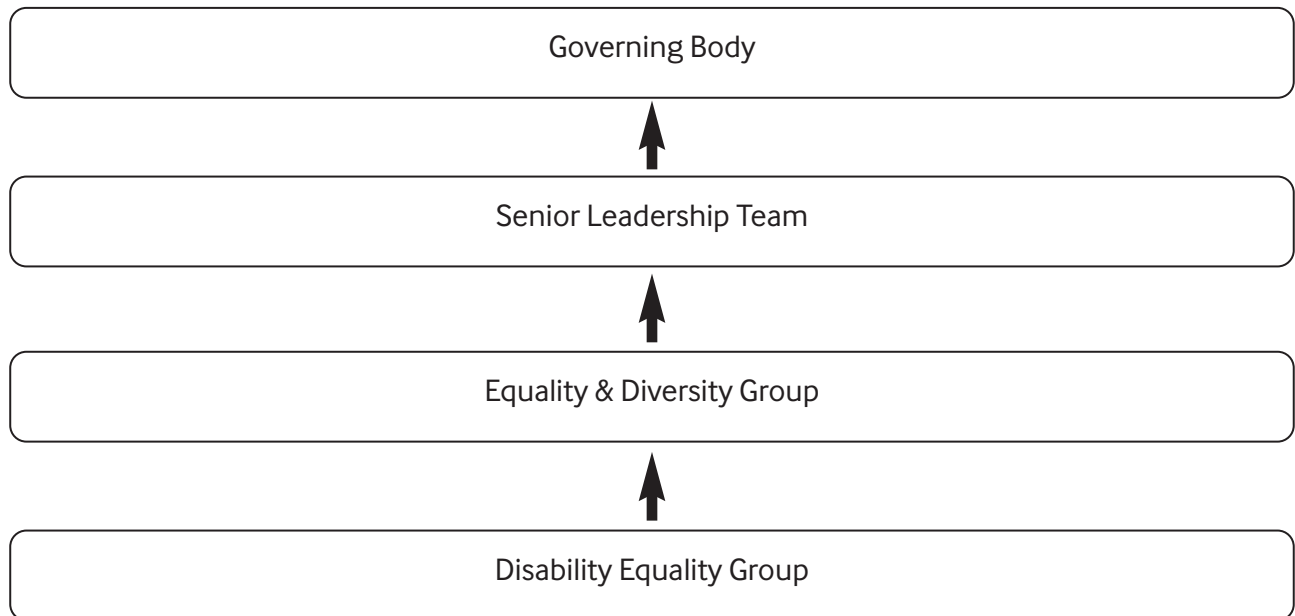 Governing Body
Senior Leadership Team
Equality & Diversity Group
Disability Equality Group